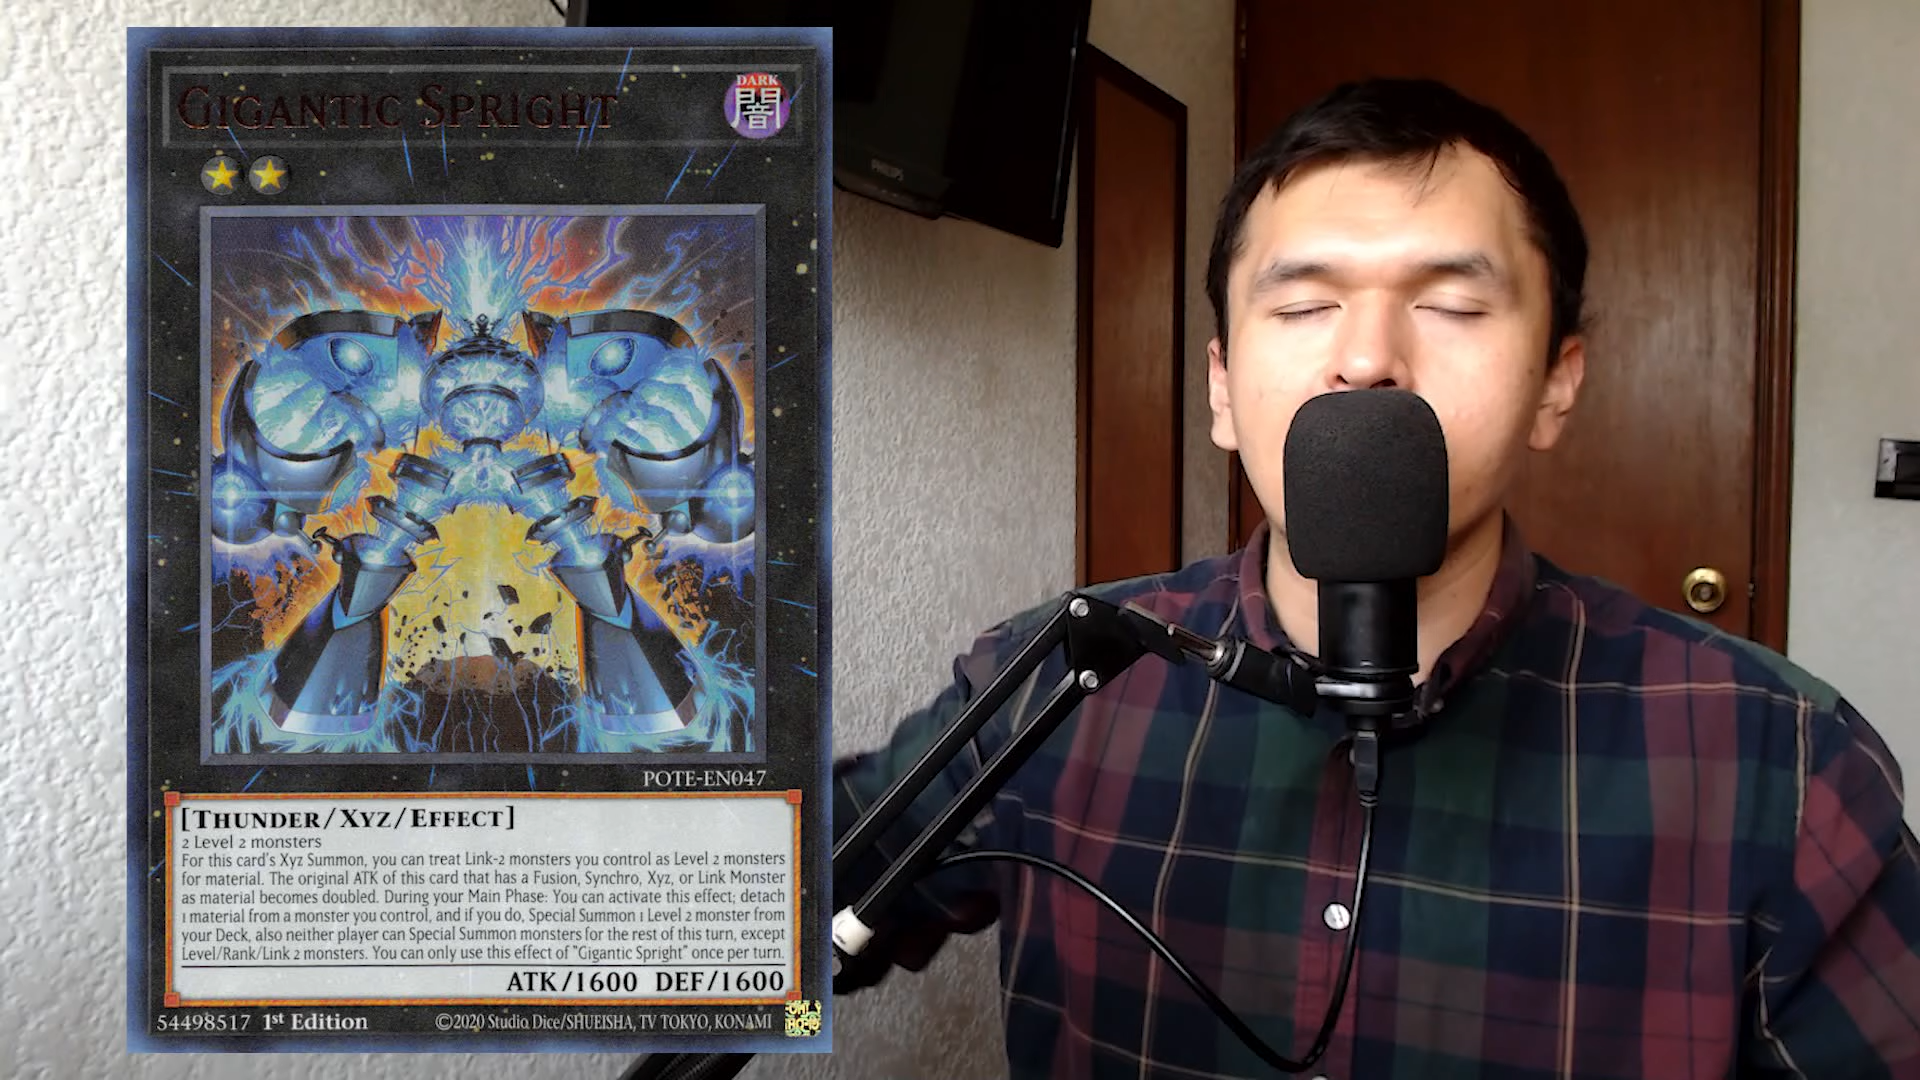 DARK
闇
GIGANTIC SPRIGHT
PHILIPS
POTE-EN047
[THUNDER/XYZ/EFFECT]
2 Level 2 monsters
For this card's Xyz Summon, you can treat Link-2 monsters you control as Level 2 monsters
for material. The original ATK of this card that has a Fusion, Synchro, Xyz, or Link Monster
as material becomes doubled. During your Main Phase: You can activate this effect; detach
1 material from a monster you control, and if you do, Special Summon 1 Level 2 monster from
your Deck, also neither player can Special Summon monsters for the rest of this turn, except
Level/Rank/Link 2 monsters. You can only use this effect of "Gigantic Spright" once per turn.
ATK/1600 DEF/1600
54498517 1st Edition ©2020 Studio Dice/SHUEISHA, TV TOKYO, KONAMI